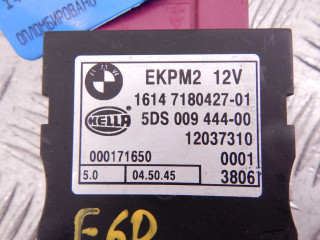 ОПЛОМБИРОВАНО
EKPM2 12V
1614 7180427-01
HELLA 5DS 009 444-00
12037310
000171650 0001
5.0 04.50.45 3806
E60